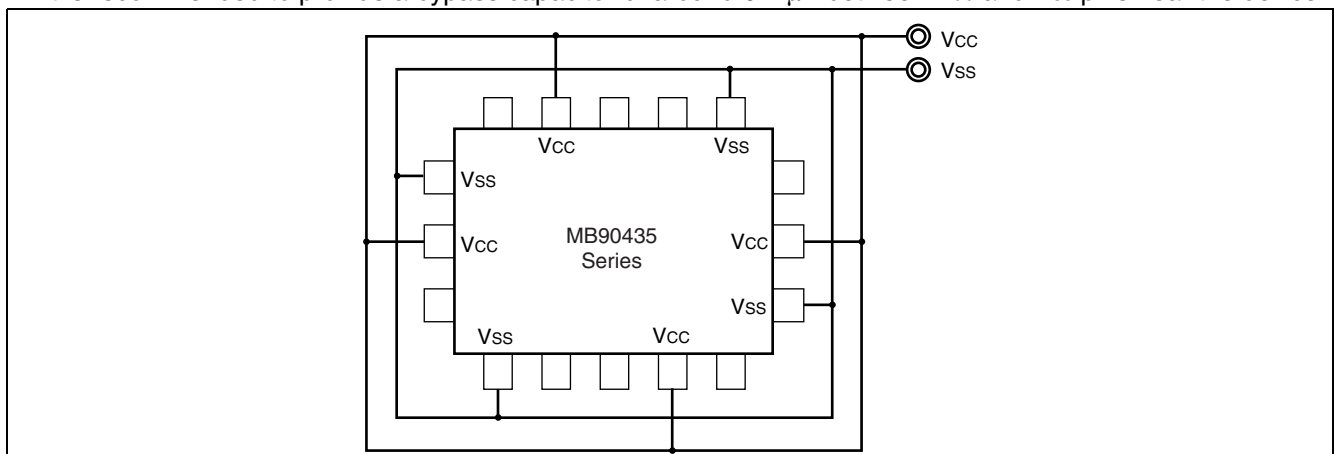 VCC
VSS
VCC VSS
VSS
VCC MB90435 VCC
Series
VSS
VSS VCC